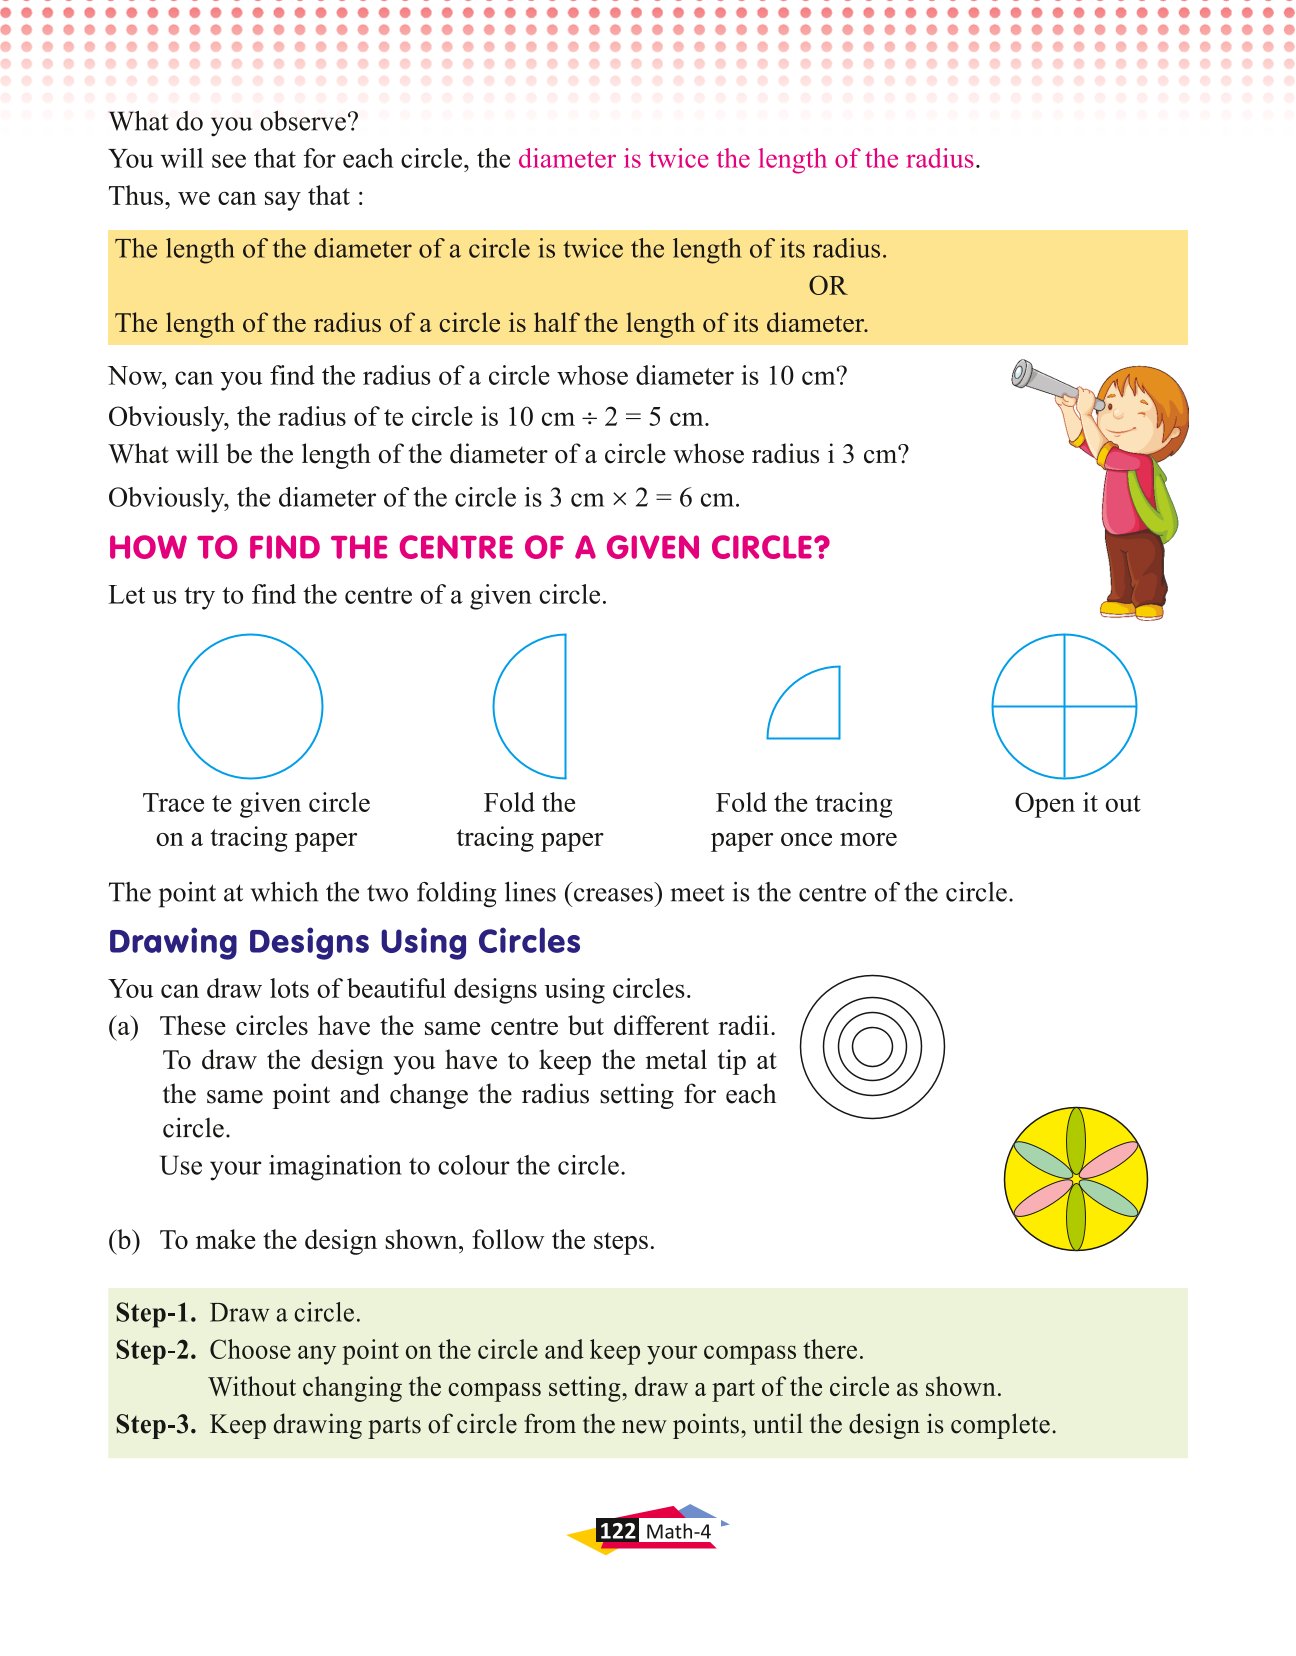 What do you observe?
You will see that for each circle, the diameter is twice the length of the radius.
Thus, we can say that :
The length of the diameter of a circle is twice the length of its radius.
OR
The length of the radius of a circle is half the length of its diameter.
Now, can you find the radius of a circle whose diameter is 10 cm?
Obviously, the radius of te circle is 10 cm ÷ 2 = 5 cm.
What will be the length of the diameter of a circle whose radius i 3 cm?
Obviously, the diameter of the circle is 3 cm × 2 = 6 cm.
HOW TO FIND THE CENTRE OF A GIVEN CIRCLE?
Let us try to find the centre of a given circle.
Trace te given circle
on a tracing paper
Fold the
tracing paper
Fold the tracing
paper once more
Open it out
The point at which the two folding lines (creases) meet is the centre of the circle.
Drawing Designs Using Circles
You can draw lots of beautiful designs using circles.
(a) These circles have the same centre but different radii.
To draw the design you have to keep the metal tip at
the same point and change the radius setting for each
circle.
Use your imagination to colour the circle.
(b) To make the design shown, follow the steps.
Step-1. Draw a circle.
Step-2. Choose any point on the circle and keep your compass there.
Without changing the compass setting, draw a part of the circle as shown.
Step-3. Keep drawing parts of circle from the new points, until the design is complete.
122 Math-4